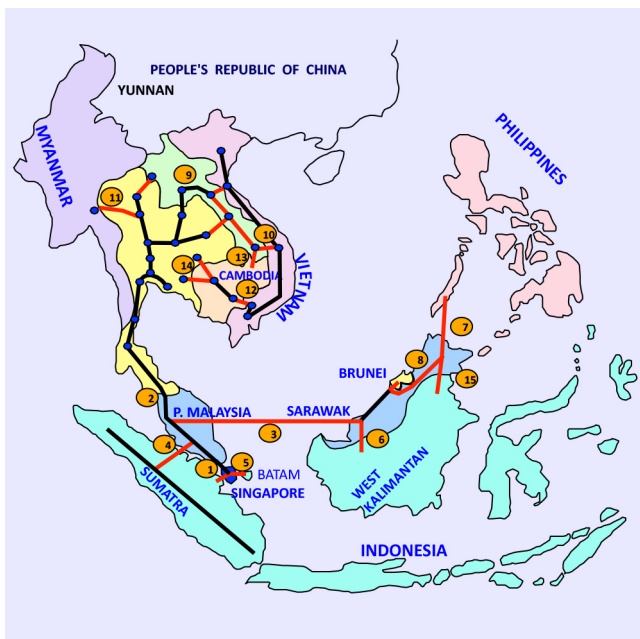 PEOPLE'S REPUBLIC OF CHINA
YUNNAN
MYANMAR
PHILIPPINES
9
11
10
13
14
CAMBODIA
VIETNAM
12
7
8
BRUNEI
15
2
P. MALAYSIA
SARAWAK
3
6
4
5
1
BATAM
SINGAPORE
SUMATRA
WEST
KALIMANTAN
INDONESIA